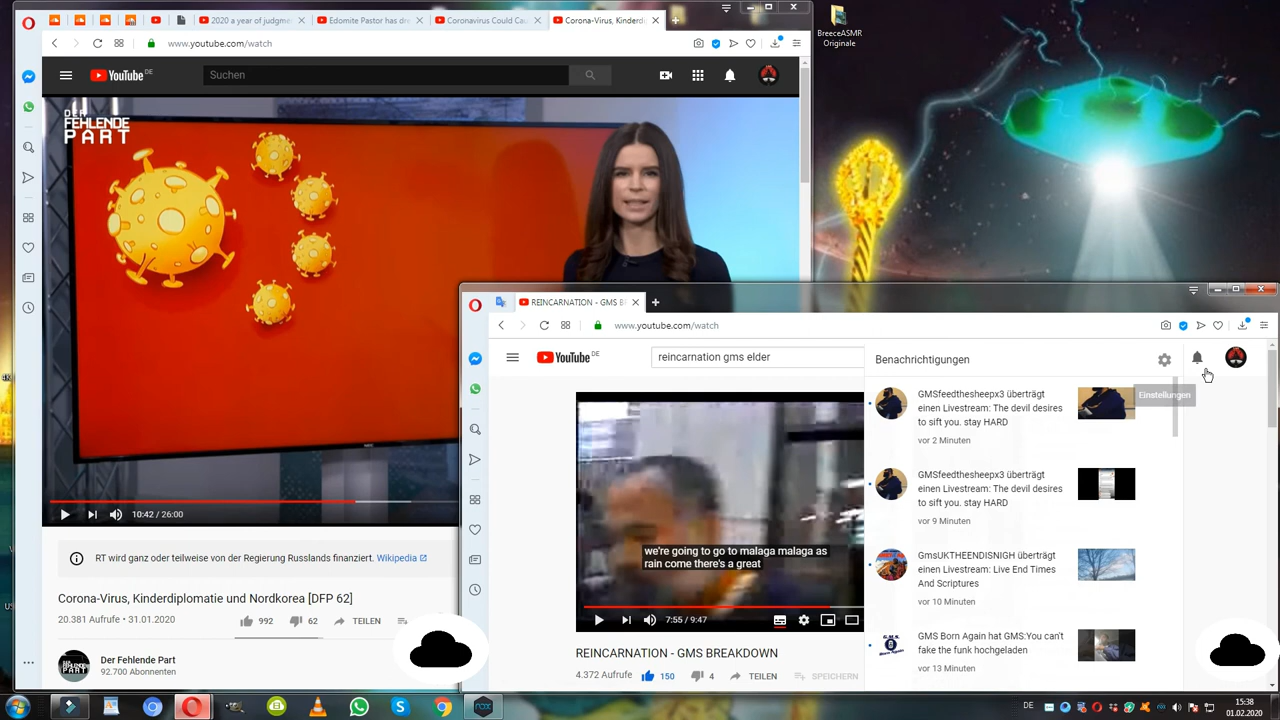 2020 a year of judgme
Edomite Pastor has dre
Coronavirus Could Cau
Corona-Virus, Kinderdi
www.youtube.com/watch
YouTube DE
Suchen
DER
FEHLENDE
PART
10:42 / 26:00
RT wird ganz oder teilweise von der Regierung Russlands finanziert. Wikipedia
Corona-Virus, Kinderdiplomatie und Nordkorea [DFP 62]
20.381 Aufrufe
.01.2020
992
62
TEILEN
Der Fehlende Part
92.700 Abonnenten
BreeceASMR
Originale
REINCARNATION - GMS B
www.youtube.com/watch
YouTube DE
reincarnation gms elder
Benachrichtigungen
Einstellungen
GMSfeedthesheepx3 überträgt
einen Livestream: The devil desires
to sift you. stay HARD
vor 2 Minuten
GMSfeedthesheepx3 überträgt
einen Livestream: The devil desires
to sift you. stay HARD
vor 9 Minuten
GmsUKTHEENDISNIGH überträgt
einen Livestream: Live End Times
And Scriptures
vor 10 Minuten
GMS Born Again hat GMS:You can't
fake the funk hochgeladen
vor 13 Minuten
we're going to go to malaga malaga as
rain come there's a great
7:55 / 9:47
REINCARNATION - GMS BREAKDOWN
4.372 Aufrufe
150
4
TEILEN
SPEICHERN
DE
15:38
01.02.2020